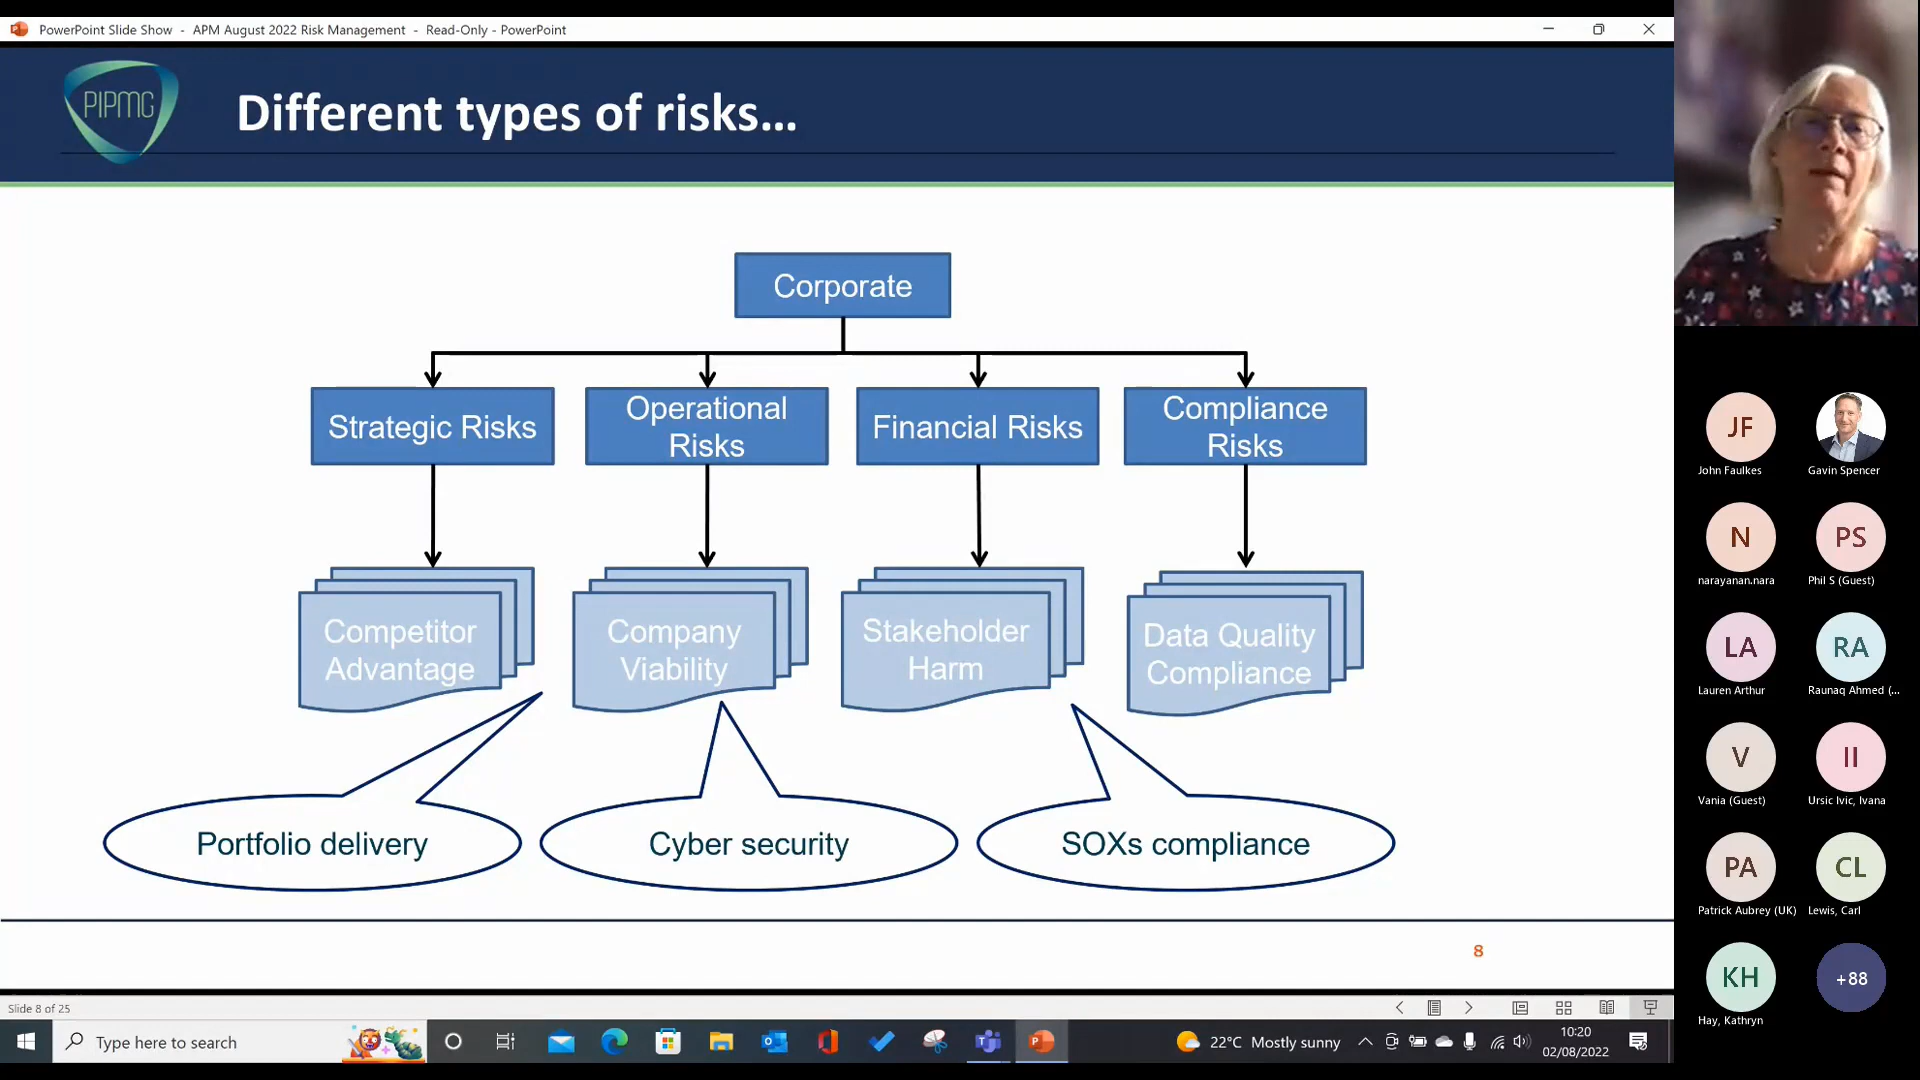 PowerPoint Slide Show - APM August 2022 Risk Management - Read-Only - PowerPoint
PIPMG
Different types of risks...
Corporate
Strategic Risks
Operational
Risks
Financial Risks
Compliance
Risks
Competitor
Advantage
Company
Viability
Stakeholder
Harm
Data Quality
Compliance
Portfolio delivery
Cyber security
SOXs compliance
8
Slide 8 of 25
Type here to search
22°C Mostly sunny
10:20
02/08/2022
JF
John Faulkes
Gavin Spencer
N
narayanan.nara
PS
Phil S (Guest)
LA
Lauren Arthur
RA
Raunaq Ahmed (...
V
Vania (Guest)
II
Ursic Ivic, Ivana
PA
Patrick Aubrey (UK)
CL
Lewis, Carl
KH
Hay, Kathryn
+88